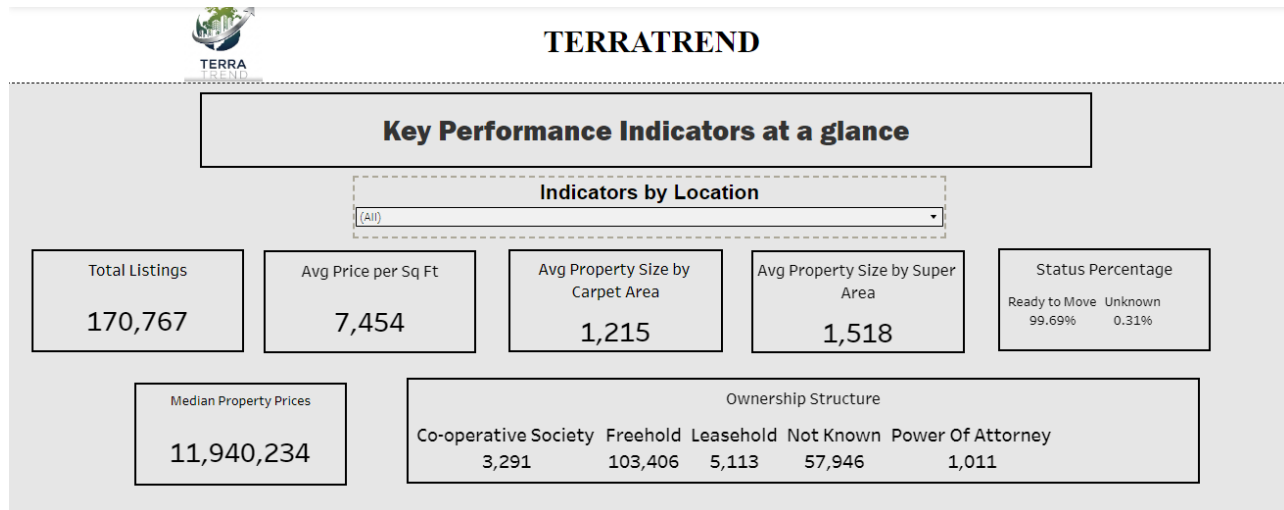 TERRA
TREND
TERRATREND
Key Performance Indicators at a glance
Indicators by Location
(All)
Total Listings
170,767
Avg Price per Sq Ft
7,454
Avg Property Size by
Carpet Area
1,215
Avg Property Size by Super
Area
1,518
Status Percentage
Ready to Move Unknown
99.69% 0.31%
Median Property Prices
11,940,234
Ownership Structure
Co-operative Society Freehold Leasehold Not Known Power Of Attorney
3,291 103,406 5,113 57,946 1,011